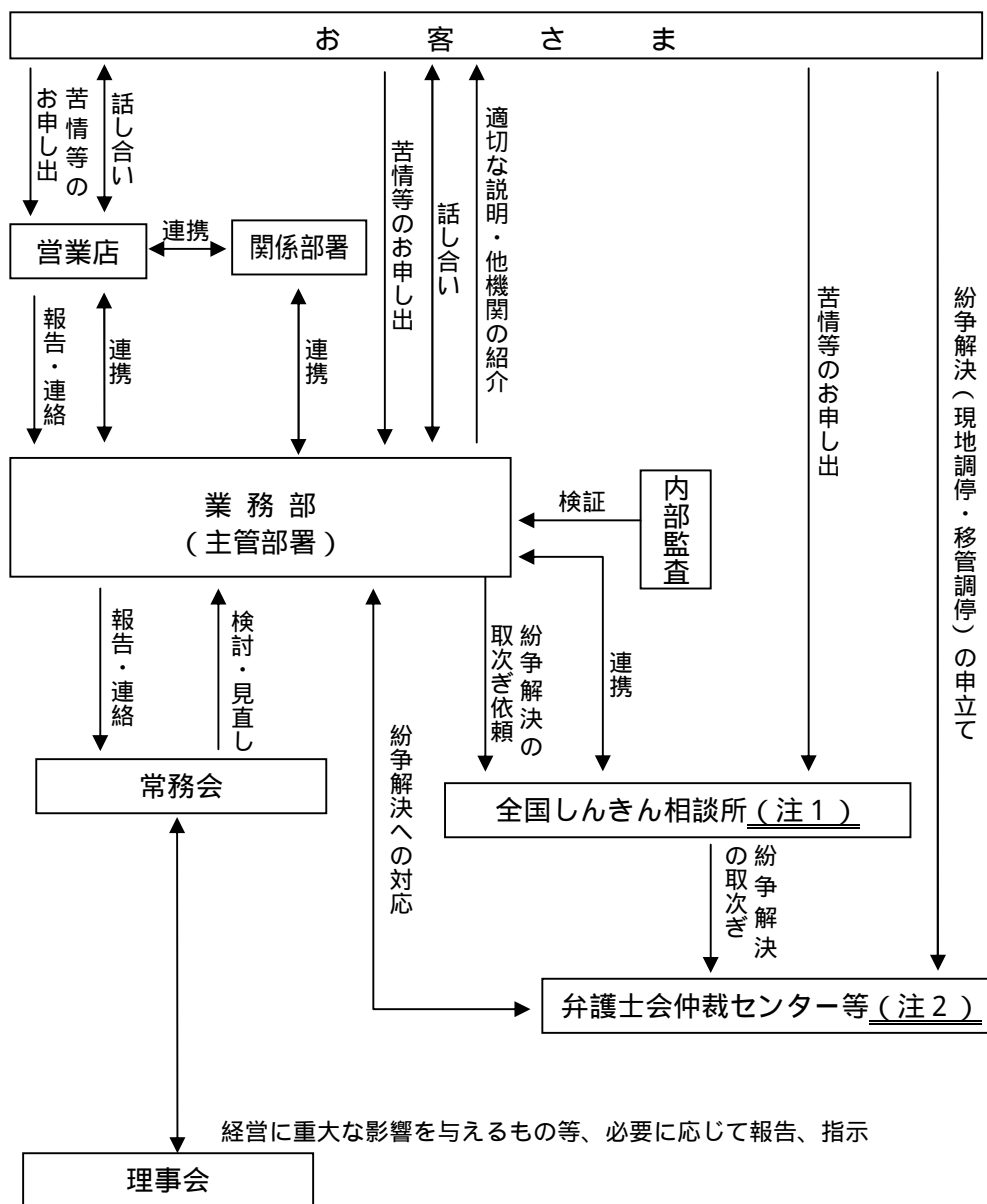 お客さま
苦情等の
お申し出
話し合い
苦情等のお申し出
話し合い
適切な説明・他機関の紹介
苦情等のお申し出
紛争解決（現地調停・移管調停）の申立て
営業店
連携
関係部署
報告・連絡
連携
連携
業務部
（主管部署）
検証
内部監査
報告・連絡
検討・見直し
紛争解決の
取次ぎ依頼
連携
紛争解決への対応
常務会
全国しんきん相談所（注１）
紛争解決
の取次ぎ
弁護士会仲裁センター等（注２）
経営に重大な影響を与えるもの等、必要に応じて報告、指示
理事会